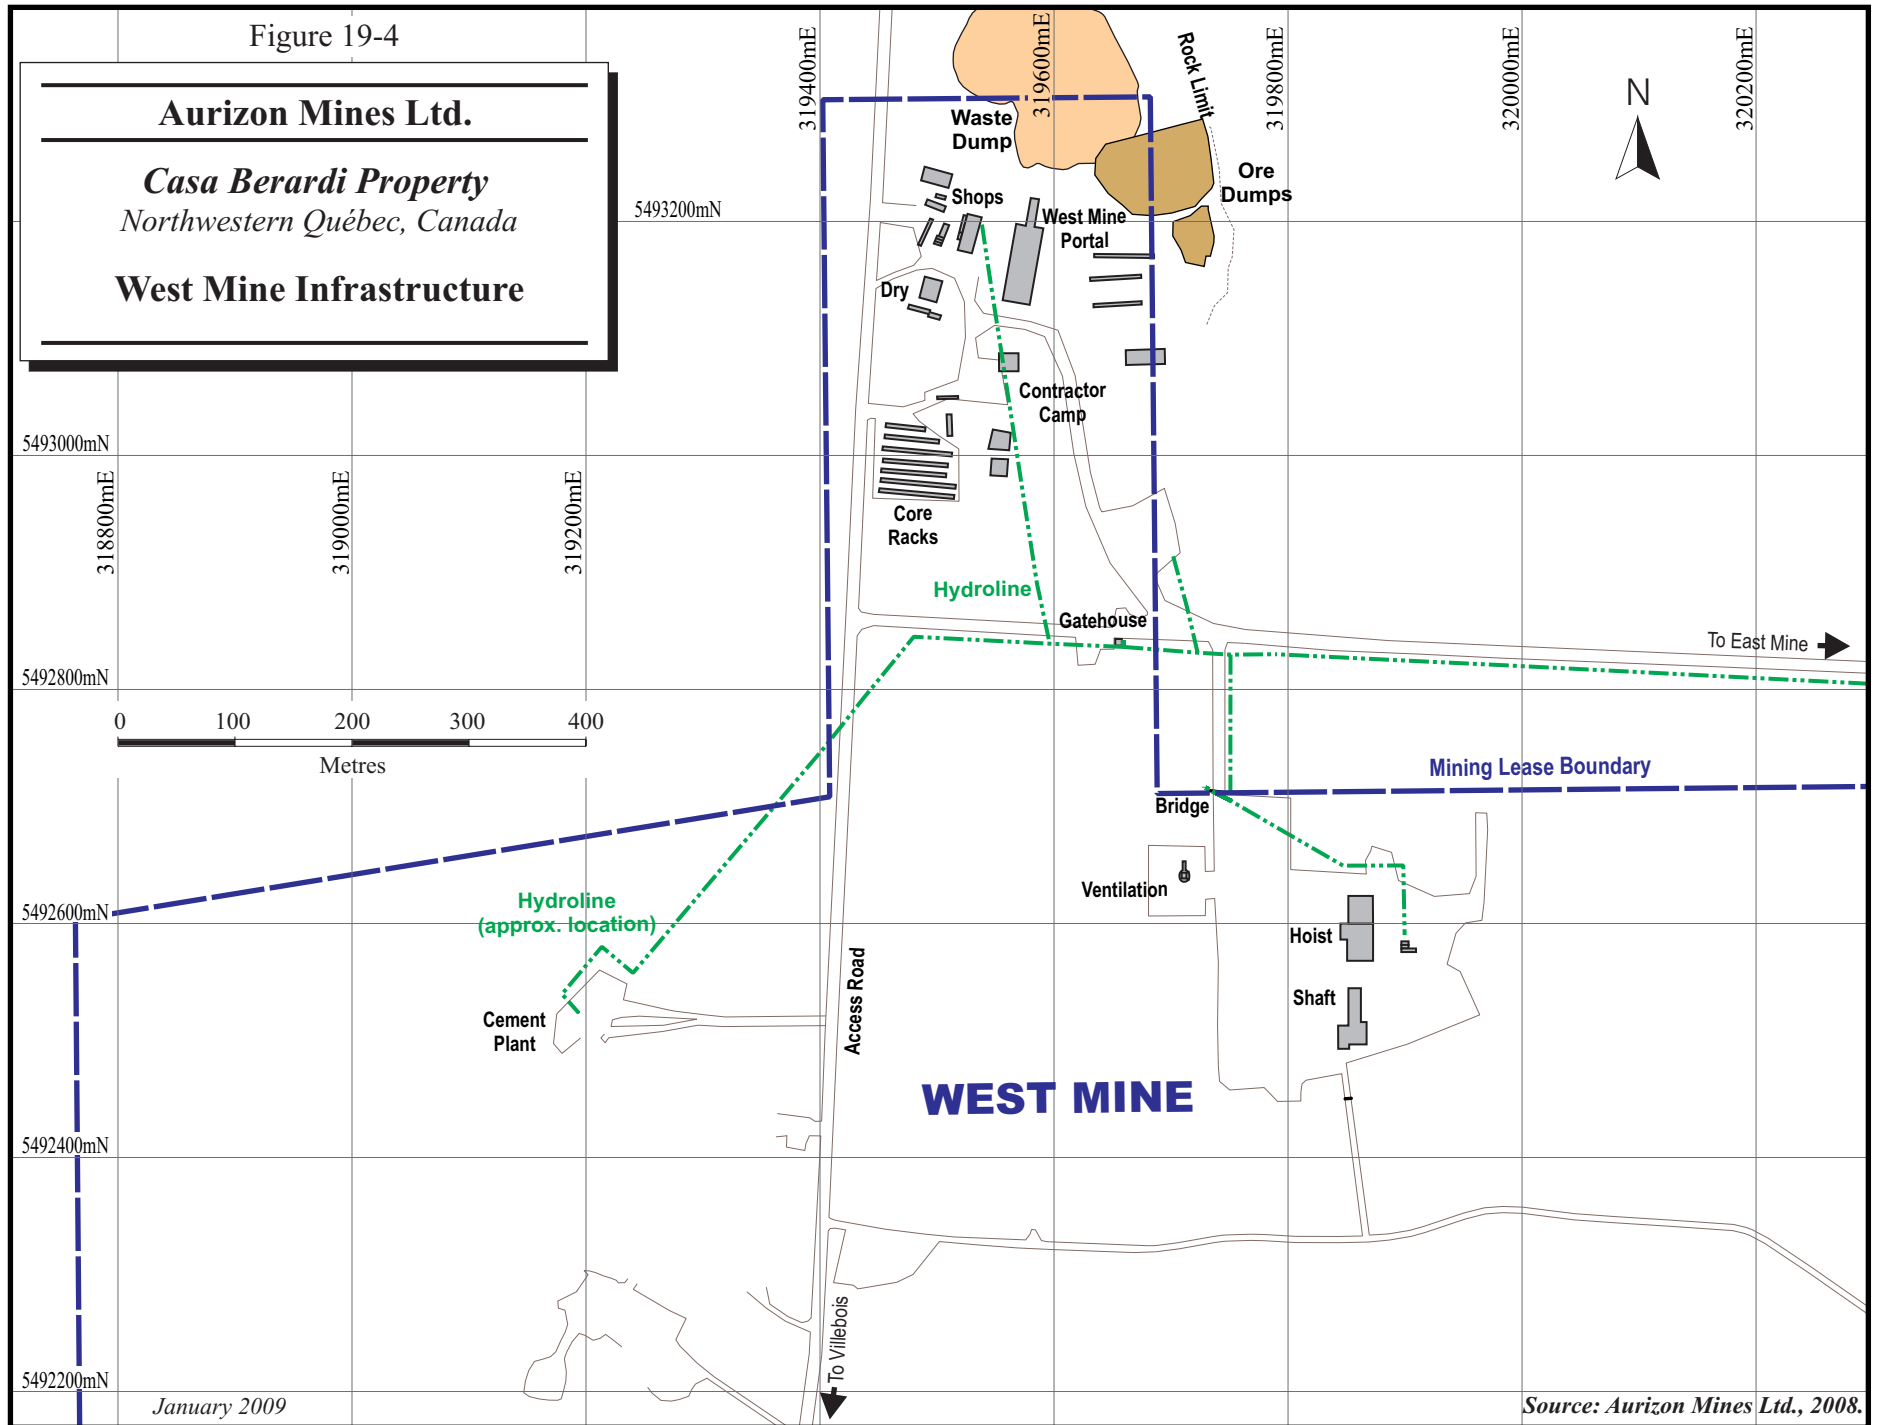 Figure 19-4
Aurizon Mines Ltd.
Casa Berardi Property
Northwestern Québec, Canada
West Mine Infrastructure
319400mE
319600mE
319800mE
320000mE
320200mE
Rock Limit
N
Waste
Dump
Ore
Dumps
Shops
5493200mN
West Mine
Portal
Dry
Contractor
Camp
5493000mN
318800mE
319000mE
319200mE
Core
Racks
Hydroline
Gatehouse
To East Mine
5492800mN
0 100 200 300 400
Metres
Mining Lease Boundary
Bridge
Ventilation
Hydroline
(approx. location)
5492600mN
Hoist
Access Road
Shaft
Cement
Plant
WEST MINE
5492400mN
To Villebois
5492200mN
January 2009
Source: Aurizon Mines Ltd., 2008.